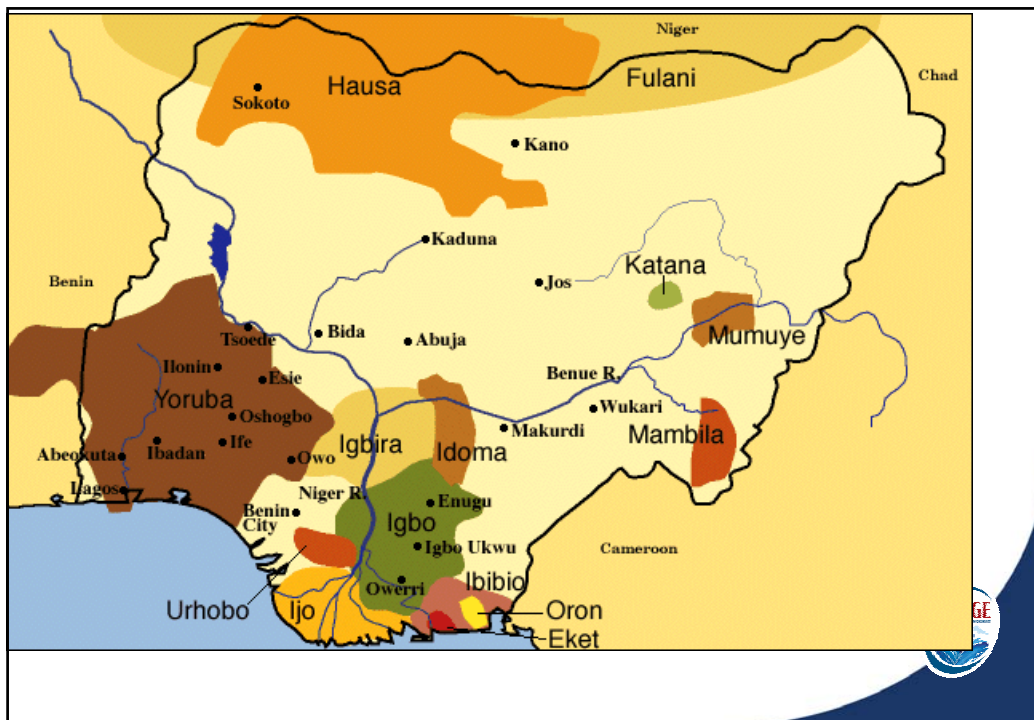 Niger
Chad
Fulani
Hausa
Sokoto
Kano
Kaduna
Katana
Jos
Benin
Mumuye
Tsoede
Bida
Abuja
Ilonin
Esie
Benue R.
Yoruba
Oshogbo
Wukari
Makurdi
Mambila
Igbira
Idoma
Abeokuta
Ibadan
Ife
Owo
Lagos
Niger R.
Enugu
Benin
City
Igbo
Igbo Ukwu
Cameroon
Owerri
Ibibio
Urhobo
Ijo
Oron
Eket
GE